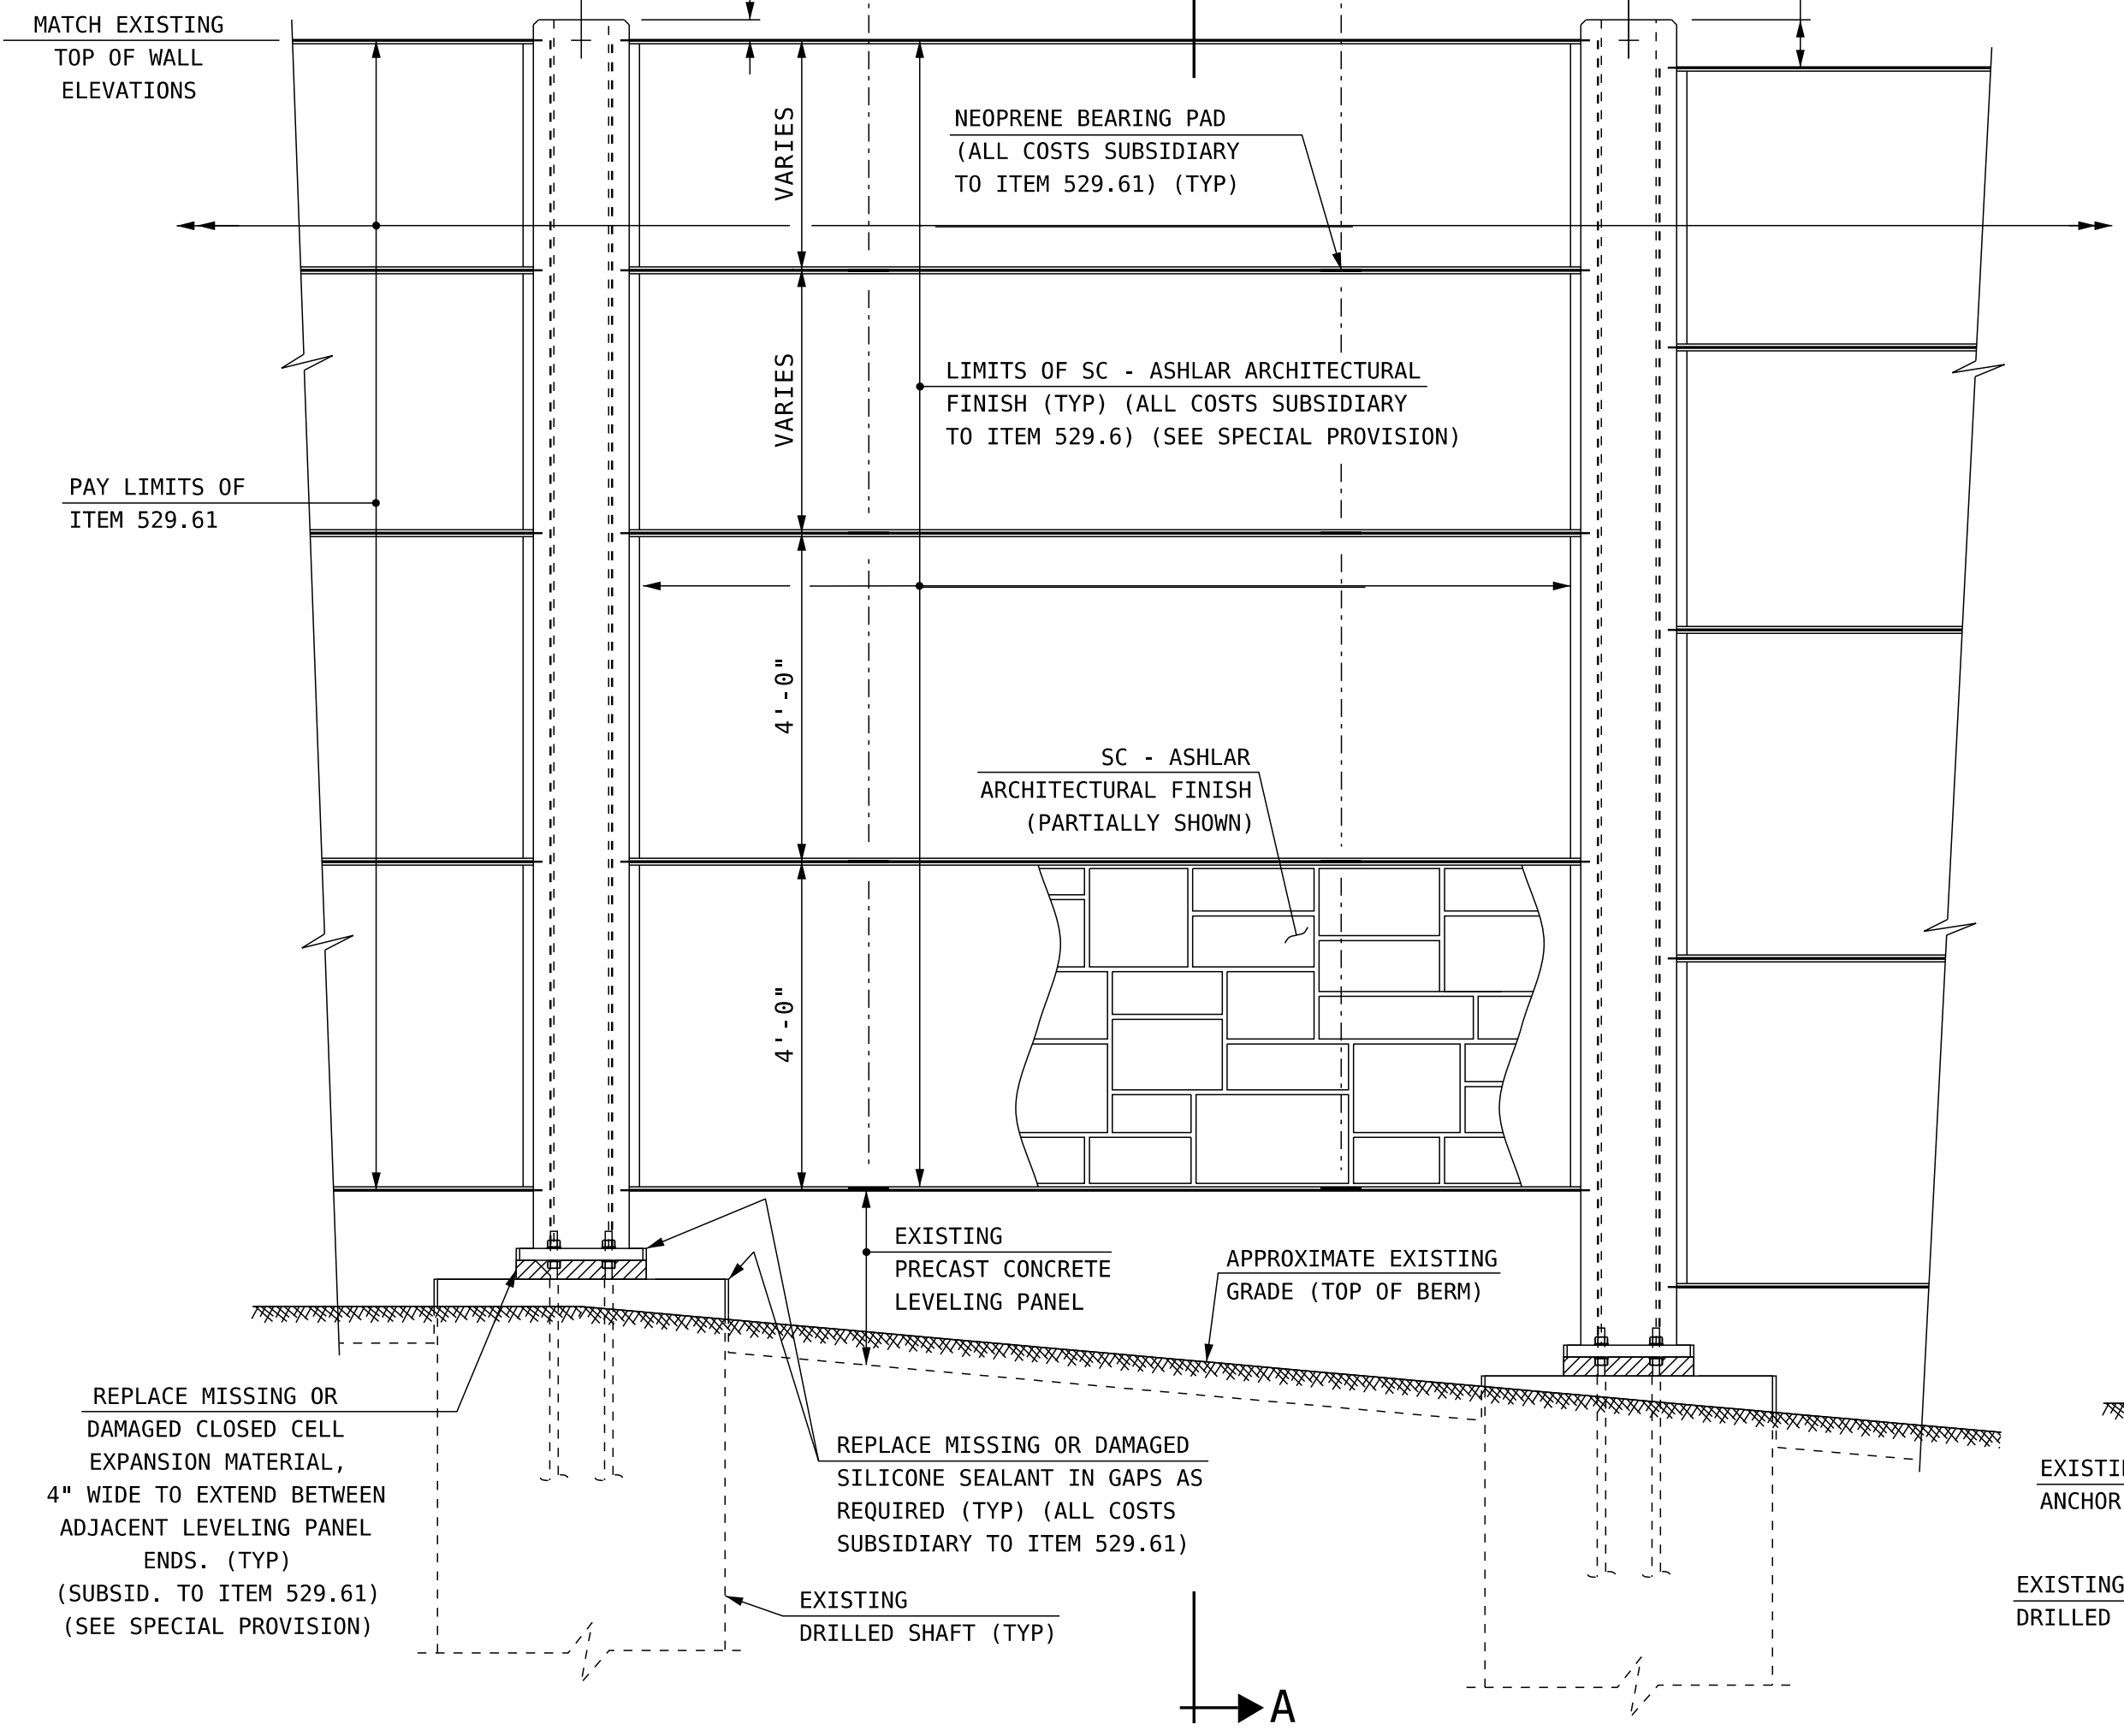 MATCH EXISTING
TOP OF WALL
ELEVATIONS
VARIES
NEOPRENE BEARING PAD
(ALL COSTS SUBSIDIARY
TO ITEM 529.61) (TYP)
VARIES
LIMITS OF SC - ASHLAR ARCHITECTURAL
FINISH (TYP) (ALL COSTS SUBSIDIARY
TO ITEM 529.6) (SEE SPECIAL PROVISION)
PAY LIMITS OF
ITEM 529.61
4'-0"
SC - ASHLAR
ARCHITECTURAL FINISH
(PARTIALLY SHOWN)
4'-0"
EXISTING
PRECAST CONCRETE
LEVELING PANEL
APPROXIMATE EXISTING
GRADE (TOP OF BERM)
REPLACE MISSING OR
DAMAGED CLOSED CELL
EXPANSION MATERIAL,
4" WIDE TO EXTEND BETWEEN
ADJACENT LEVELING PANEL
ENDS. (TYP)
(SUBSID. TO ITEM 529.61)
(SEE SPECIAL PROVISION)
REPLACE MISSING OR DAMAGED
SILICONE SEALANT IN GAPS AS
REQUIRED (TYP) (ALL COSTS
SUBSIDIARY TO ITEM 529.61)
EXISTING
DRILLED SHAFT (TYP)
ANCHOR
EXISTING
DRILLED
A